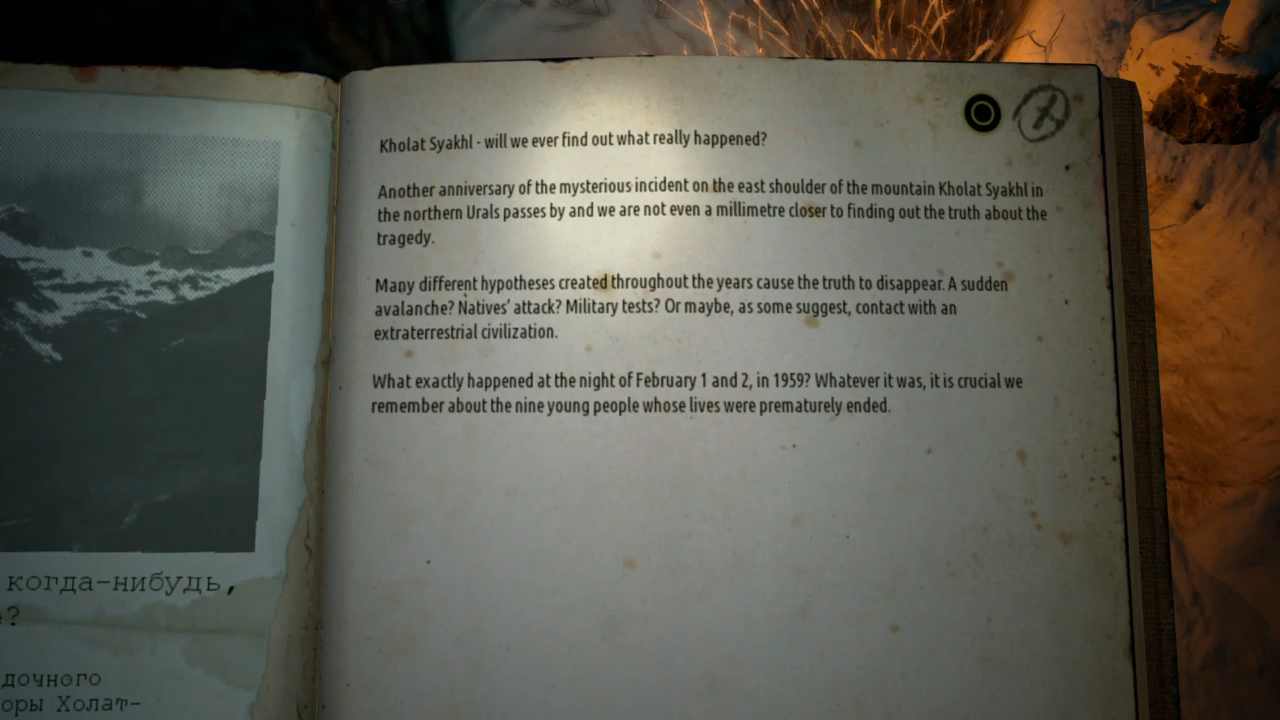 Kholat Syakhl - will we ever find out what really happened?
Another anniversary of the mysterious incident on the east shoulder of the mountain Kholat Syakhl in
the northern Urals passes by and we are not even a millimetre closer to finding out the truth about the
tragedy.
Many different hypotheses created throughout the years cause the truth to disappear. A sudden
avalanche? Natives' attack? Military tests? Or maybe, as some suggest, contact with an
extraterrestrial civilization.
What exactly happened at the night of February 1 and 2, in 1959? Whatever it was, it is crucial we
remember about the nine young people whose lives were prematurely ended.
когда-нибудь,
?
дочного
оры Холат-